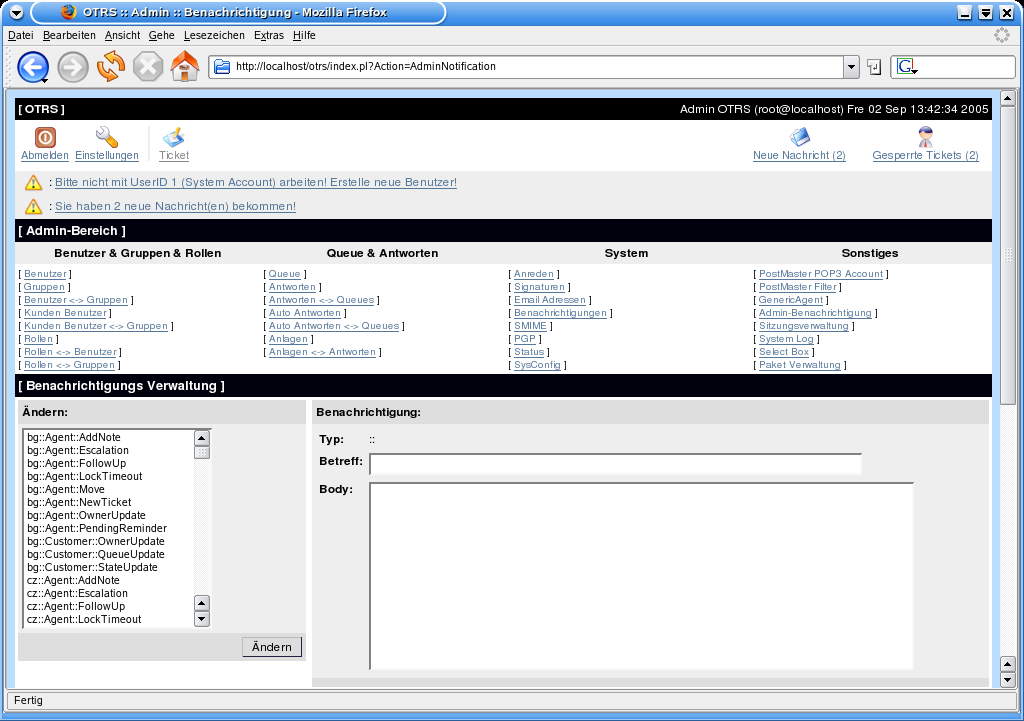 OTRS :: Admin :: Benachrichtigung - Mozilla Firefox
Datei Bearbeiten Ansicht Gehe Lesezeichen Extras Hilfe
http://localhost/otrs/index.pl?Action=AdminNotification
G
[ OTRS ] Admin OTRS (root@localhost) Fre 02 Sep 13:42:34 2005
Abmelden Einstellungen Ticket Neue Nachricht (2) Gesperrte Tickets (2)
: Bitte nicht mit UserID 1 (System Account) arbeiten! Erstelle neue Benutzer!
: Sie haben 2 neue Nachricht(en) bekommen!
[ Admin-Bereich ]
Benutzer & Gruppen & Rollen Queue & Antworten System Sonstiges
[ Benutzer ] [ Queue ] [ Anreden ] [ PostMaster POP3 Account ]
[ Gruppen ] [ Antworten ] [ Signaturen ] [ PostMaster Filter ]
[ Benutzer <-> Gruppen ] [ Antworten <-> Queues ] [ Email Adressen ] [ GenericAgent ]
[ Kunden Benutzer ] [ Auto Antworten ] [ Benachrichtigungen ] [ Admin-Benachrichtigung ]
[ Kunden Benutzer <-> Gruppen ] [ Auto Antworten <-> Queues ] [ SMIME ] [ Sitzungsverwaltung ]
[ Rollen ] [ Anlagen ] [ PGP ] [ System Log ]
[ Rollen <-> Benutzer ] [ Anlagen <-> Antworten ] [ Status ] [ Select Box ]
[ Rollen <-> Gruppen ] [ SysConfig ] [ Paket Verwaltung ]
[ Benachrichtigungs Verwaltung ]
Ändern:
bg::Agent::AddNote
bg::Agent::Escalation
bg::Agent::FollowUp
bg::Agent::LockTimeout
bg::Agent::Move
bg::Agent::NewTicket
bg::Agent::OwnerUpdate
bg::Agent::PendingReminder
bg::Customer::OwnerUpdate
bg::Customer::QueueUpdate
bg::Customer::StateUpdate
cz::Agent::AddNote
cz::Agent::Escalation
cz::Agent::FollowUp
cz::Agent::LockTimeout
Ändern
Benachrichtigung:
Typ: ::
Betreff:
Body:
Fertig